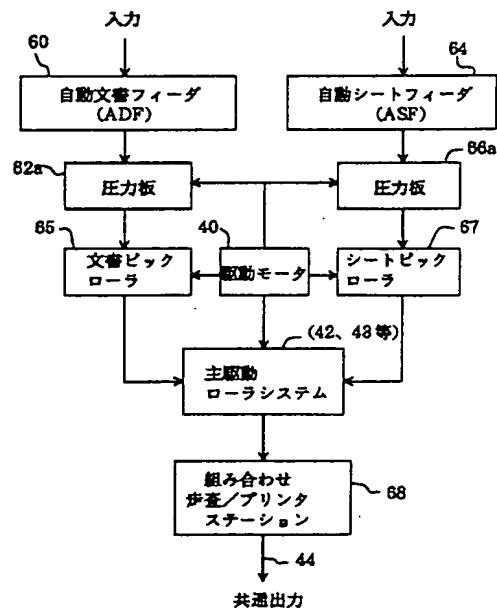 入力
入力
60
64
自動文書フィーダ
(ADF)
自動シートフィーダ
(ASF)
62a
66a
圧力板
圧力板
65
40
67
文書ピック
ローラ
駆動モータ
シートピック
ローラ
(42、43等)
主駆動
ローラシステム
組み合わせ
歩査／プリンタ
ステーション
68
44
共通出力